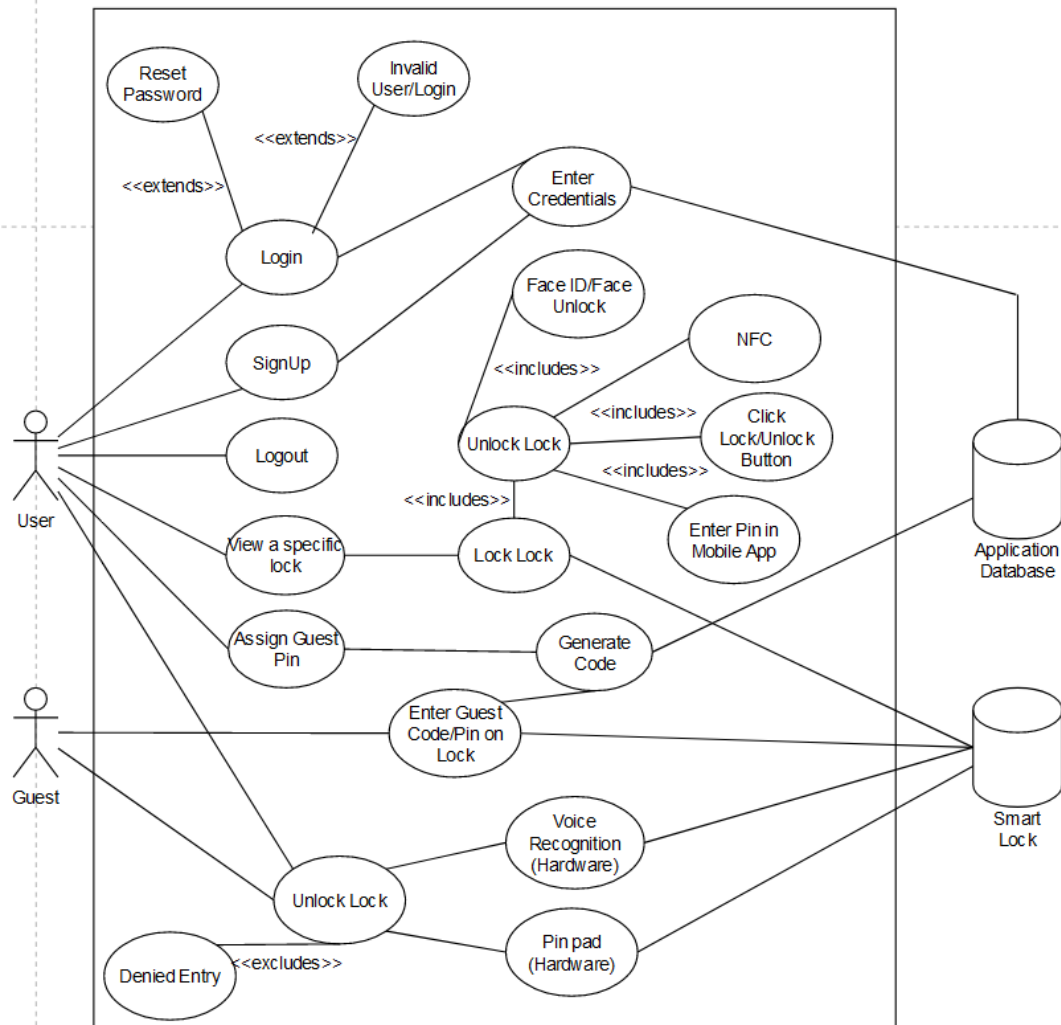 Reset
Password
Invalid
User/Login
<<extends>>
<<extends>>
Enter
Credentials
Login
Face ID/Face
Unlock
NFC
SignUp
<<includes>>
<<includes>>
Click
Lock/Unlock
Button
Unlock Lock
Logout
<<includes>>
<<includes>>
User
Enter Pin in
Mobile App
View a specific
lock
Lock Lock
Application
Database
Assign Guest
Pin
Generate
Code
Enter Guest
Code/Pin on
Lock
Guest
Smart
Lock
Voice
Recognition
(Hardware)
Unlock Lock
Pin pad
(Hardware)
<<excludes>>
Denied Entry